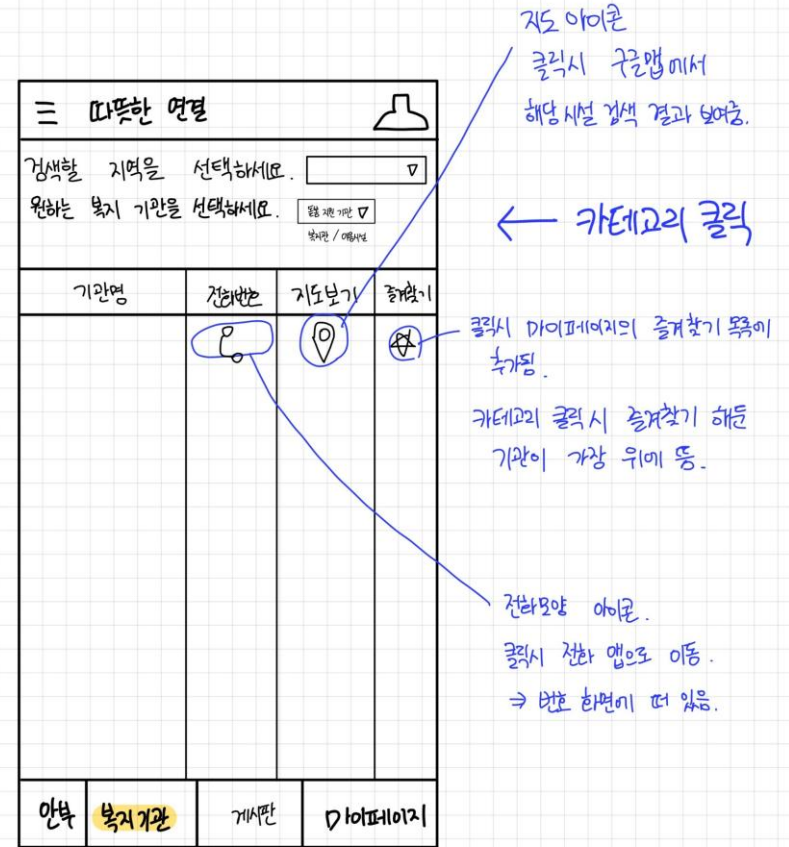 지도 아이콘
클릭시 구글맵에서
해당 시설 검색 결과 보여줌.
따뜻한 연결
검색할 지역을 선택하세요.
원하는 복지 기관을 선택하세요. 돌봄 지원 기관
복지관 / 여가시설
← 카테고리 클릭
기관명 전화번호 지도보기 즐겨찾기
클릭시 마이페이지의 즐겨찾기 목록에
추가됨.
카테고리 클릭 시 즐겨찾기 해둔
기관이 가장 위에 뜸.
전화모양 아이콘.
클릭시 전화 앱으로 이동.
⇒ 번호 화면에 떠 있음.
안부 복지기관 게시판 마이페이지